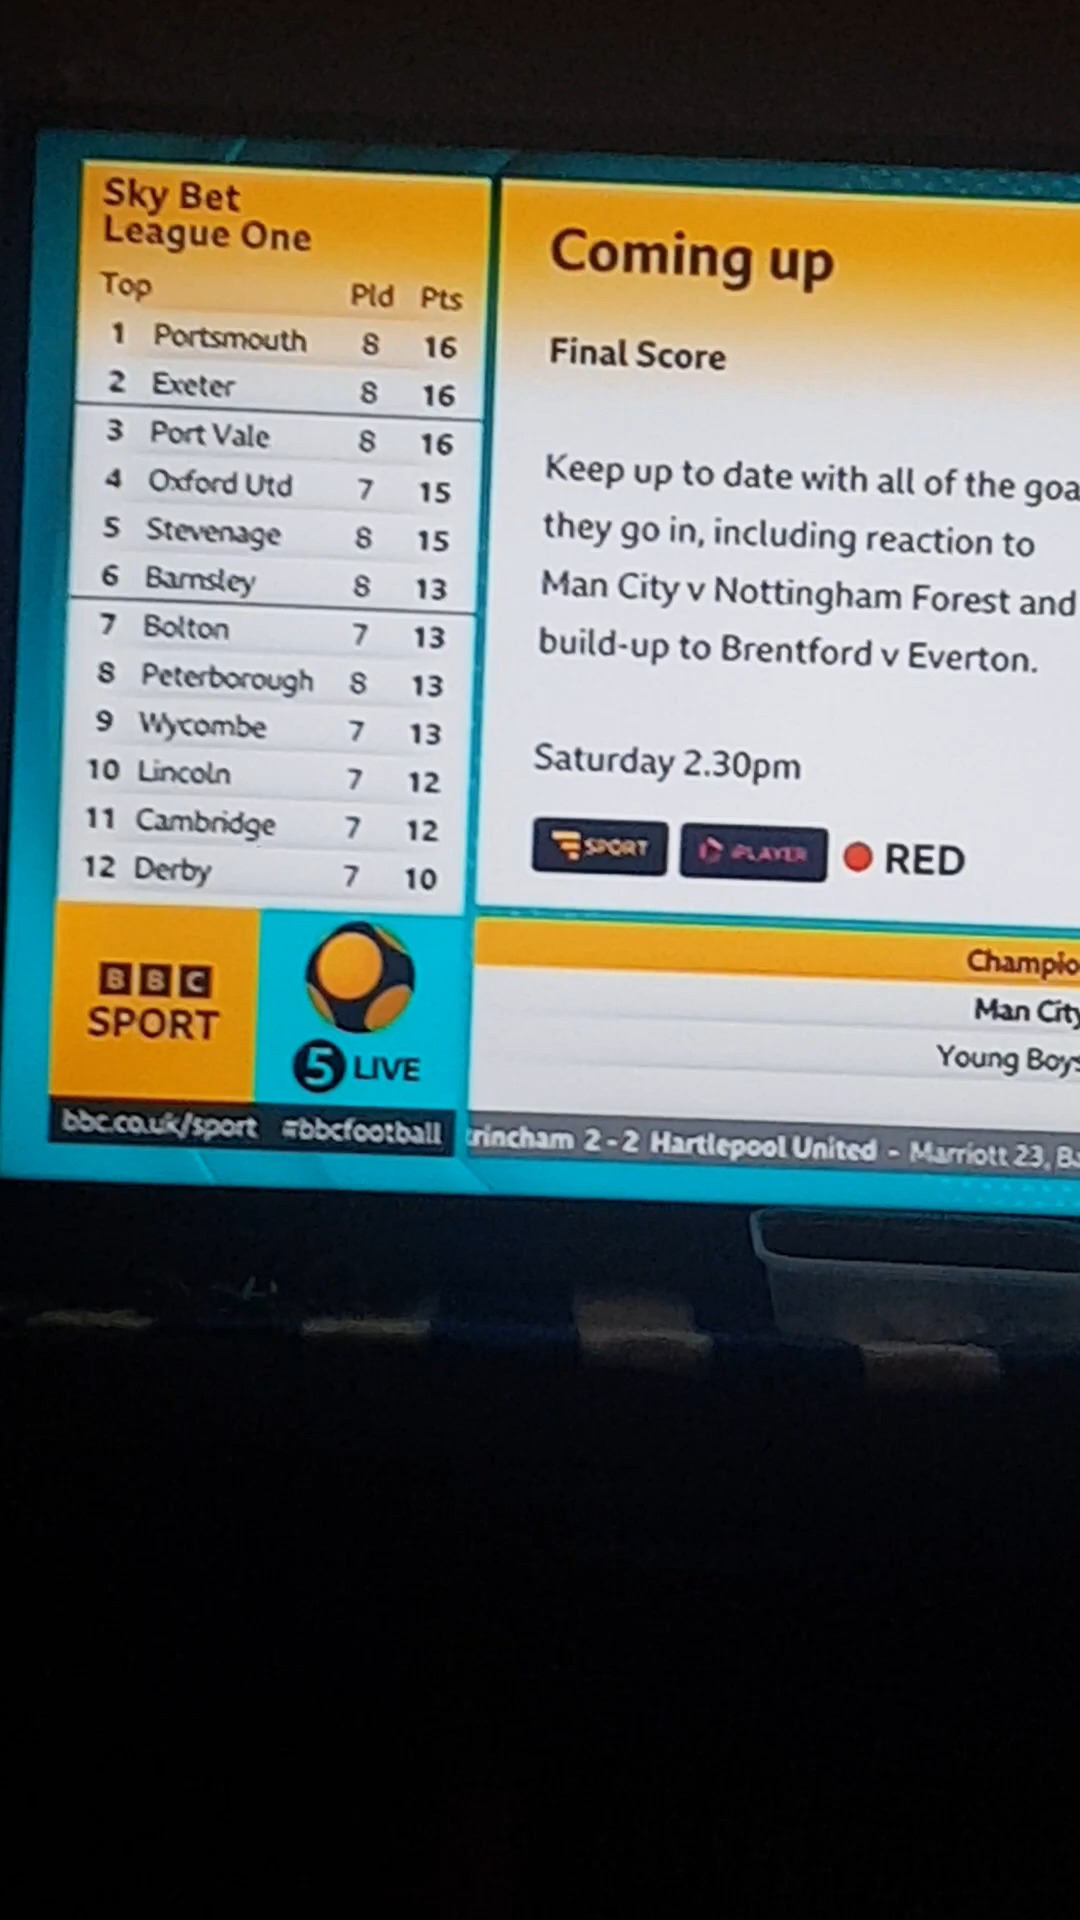 Sky Bet
League One
Top Pld Pts
1 Portsmouth 8 16
2 Exeter 8 16
3 Port Vale 8 16
4 Oxford Utd 7 15
5 Stevenage 8 15
6 Barnsley 8 13
7 Bolton 7 13
8 Peterborough 8 13
9 Wycombe 7 13
10 Lincoln 7 12
11 Cambridge 7 12
12 Derby 7 10
Coming up
Final Score
Keep up to date with all of the goa
they go in, including reaction to
Man City v Nottingham Forest and
build-up to Brentford v Everton.
Saturday 2.30pm
SPORT iPLAYER RED
BBC
SPORT
5 LIVE
bbc.co.uk/sport #bbcfootball
Champio
Man City
Young Boys
trincham 2-2 Hartlepool United - Marriott 23, Ba